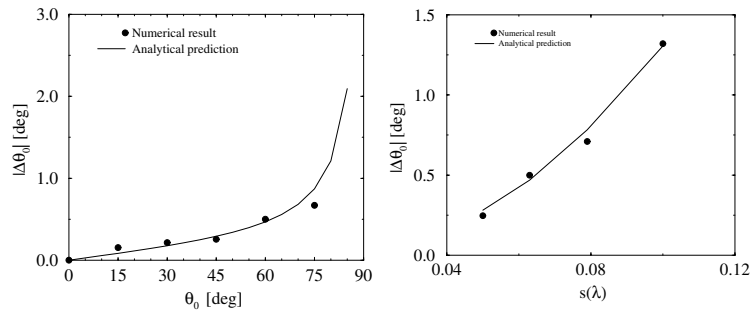 Numerical result
Analytical prediction
3.0
2.0
1.0
0.0
|Δθ₀| [deg]
0 15 30 45 60 75 90
θ₀ [deg]
Numerical result
Analytical prediction
1.5
1.0
0.5
0.0
|Δθ₀| [deg]
0.04 0.08 0.12
s(λ)